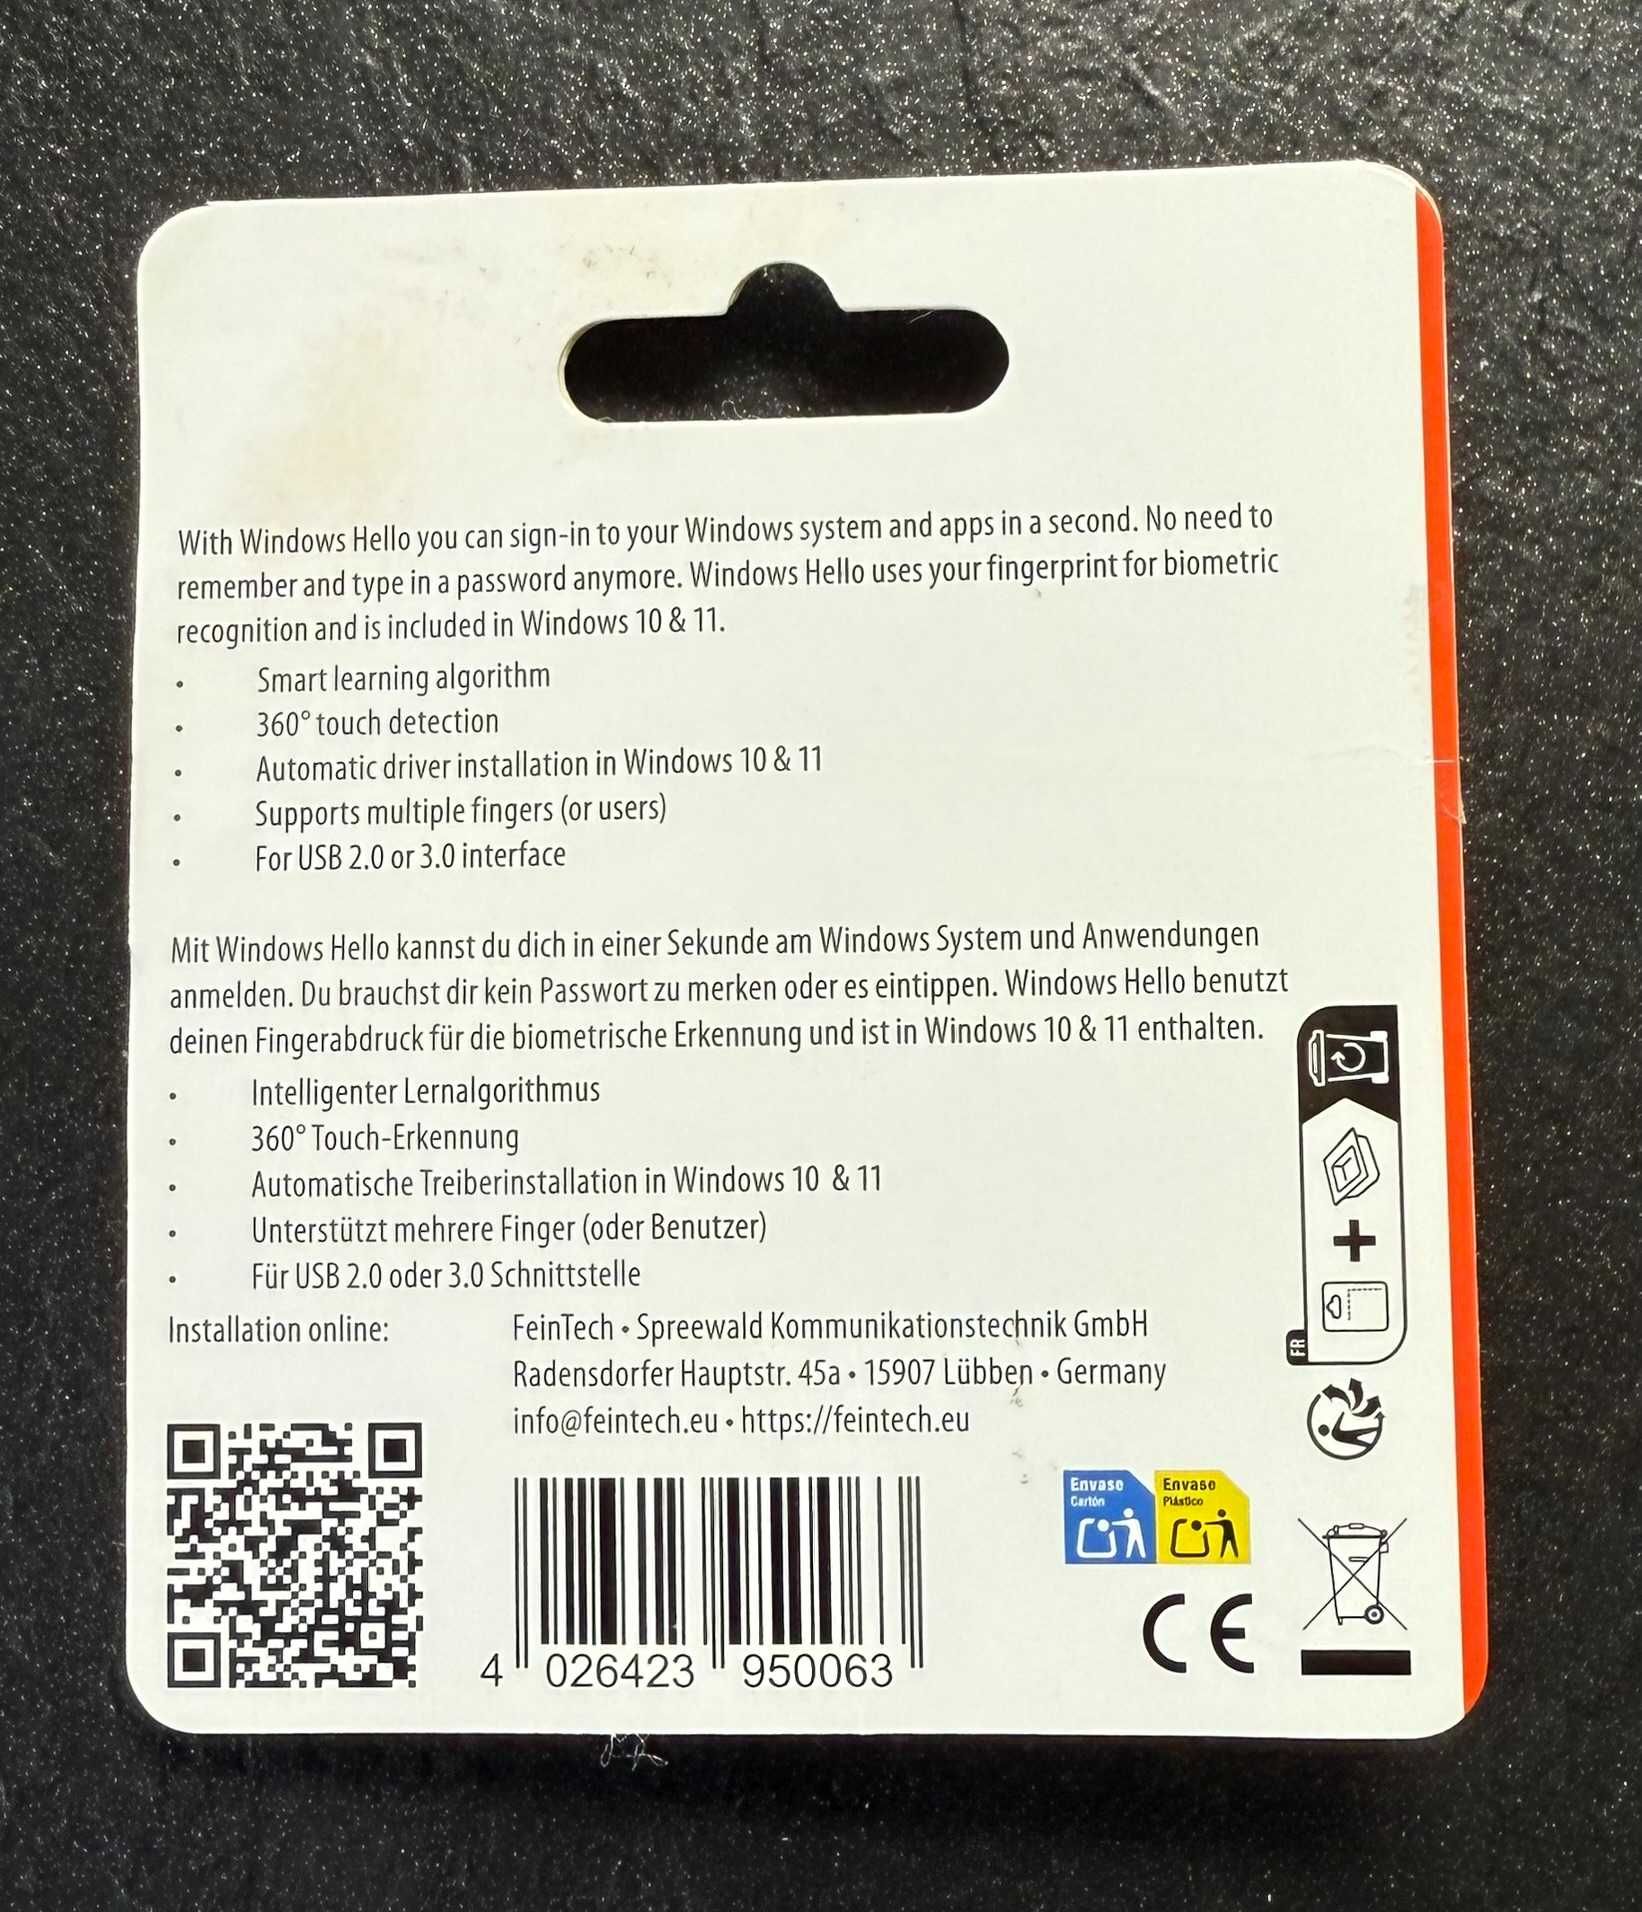 With Windows Hello you can sign-in to your Windows system and apps in a second. No need to
remember and type in a password anymore. Windows Hello uses your fingerprint for biometric
recognition and is included in Windows 10 & 11.
• Smart learning algorithm
• 360° touch detection
• Automatic driver installation in Windows 10 & 11
• Supports multiple fingers (or users)
• For USB 2.0 or 3.0 interface
Mit Windows Hello kannst du dich in einer Sekunde am Windows System und Anwendungen
anmelden. Du brauchst dir kein Passwort zu merken oder es eintippen. Windows Hello benutzt
deinen Fingerabdruck für die biometrische Erkennung und ist in Windows 10 & 11 enthalten.
• Intelligenter Lernalgorithmus
• 360° Touch-Erkennung
• Automatische Treiberinstallation in Windows 10 & 11
• Unterstützt mehrere Finger (oder Benutzer)
• Für USB 2.0 oder 3.0 Schnittstelle
Installation online:
FeinTech • Spreewald Kommunikationstechnik GmbH
Radensdorfer Hauptstr. 45a • 15907 Lübben • Germany
info@feintech.eu • https://feintech.eu
FR
Envase
Cartón
Envase
Plástico
CE
4 026423 950063